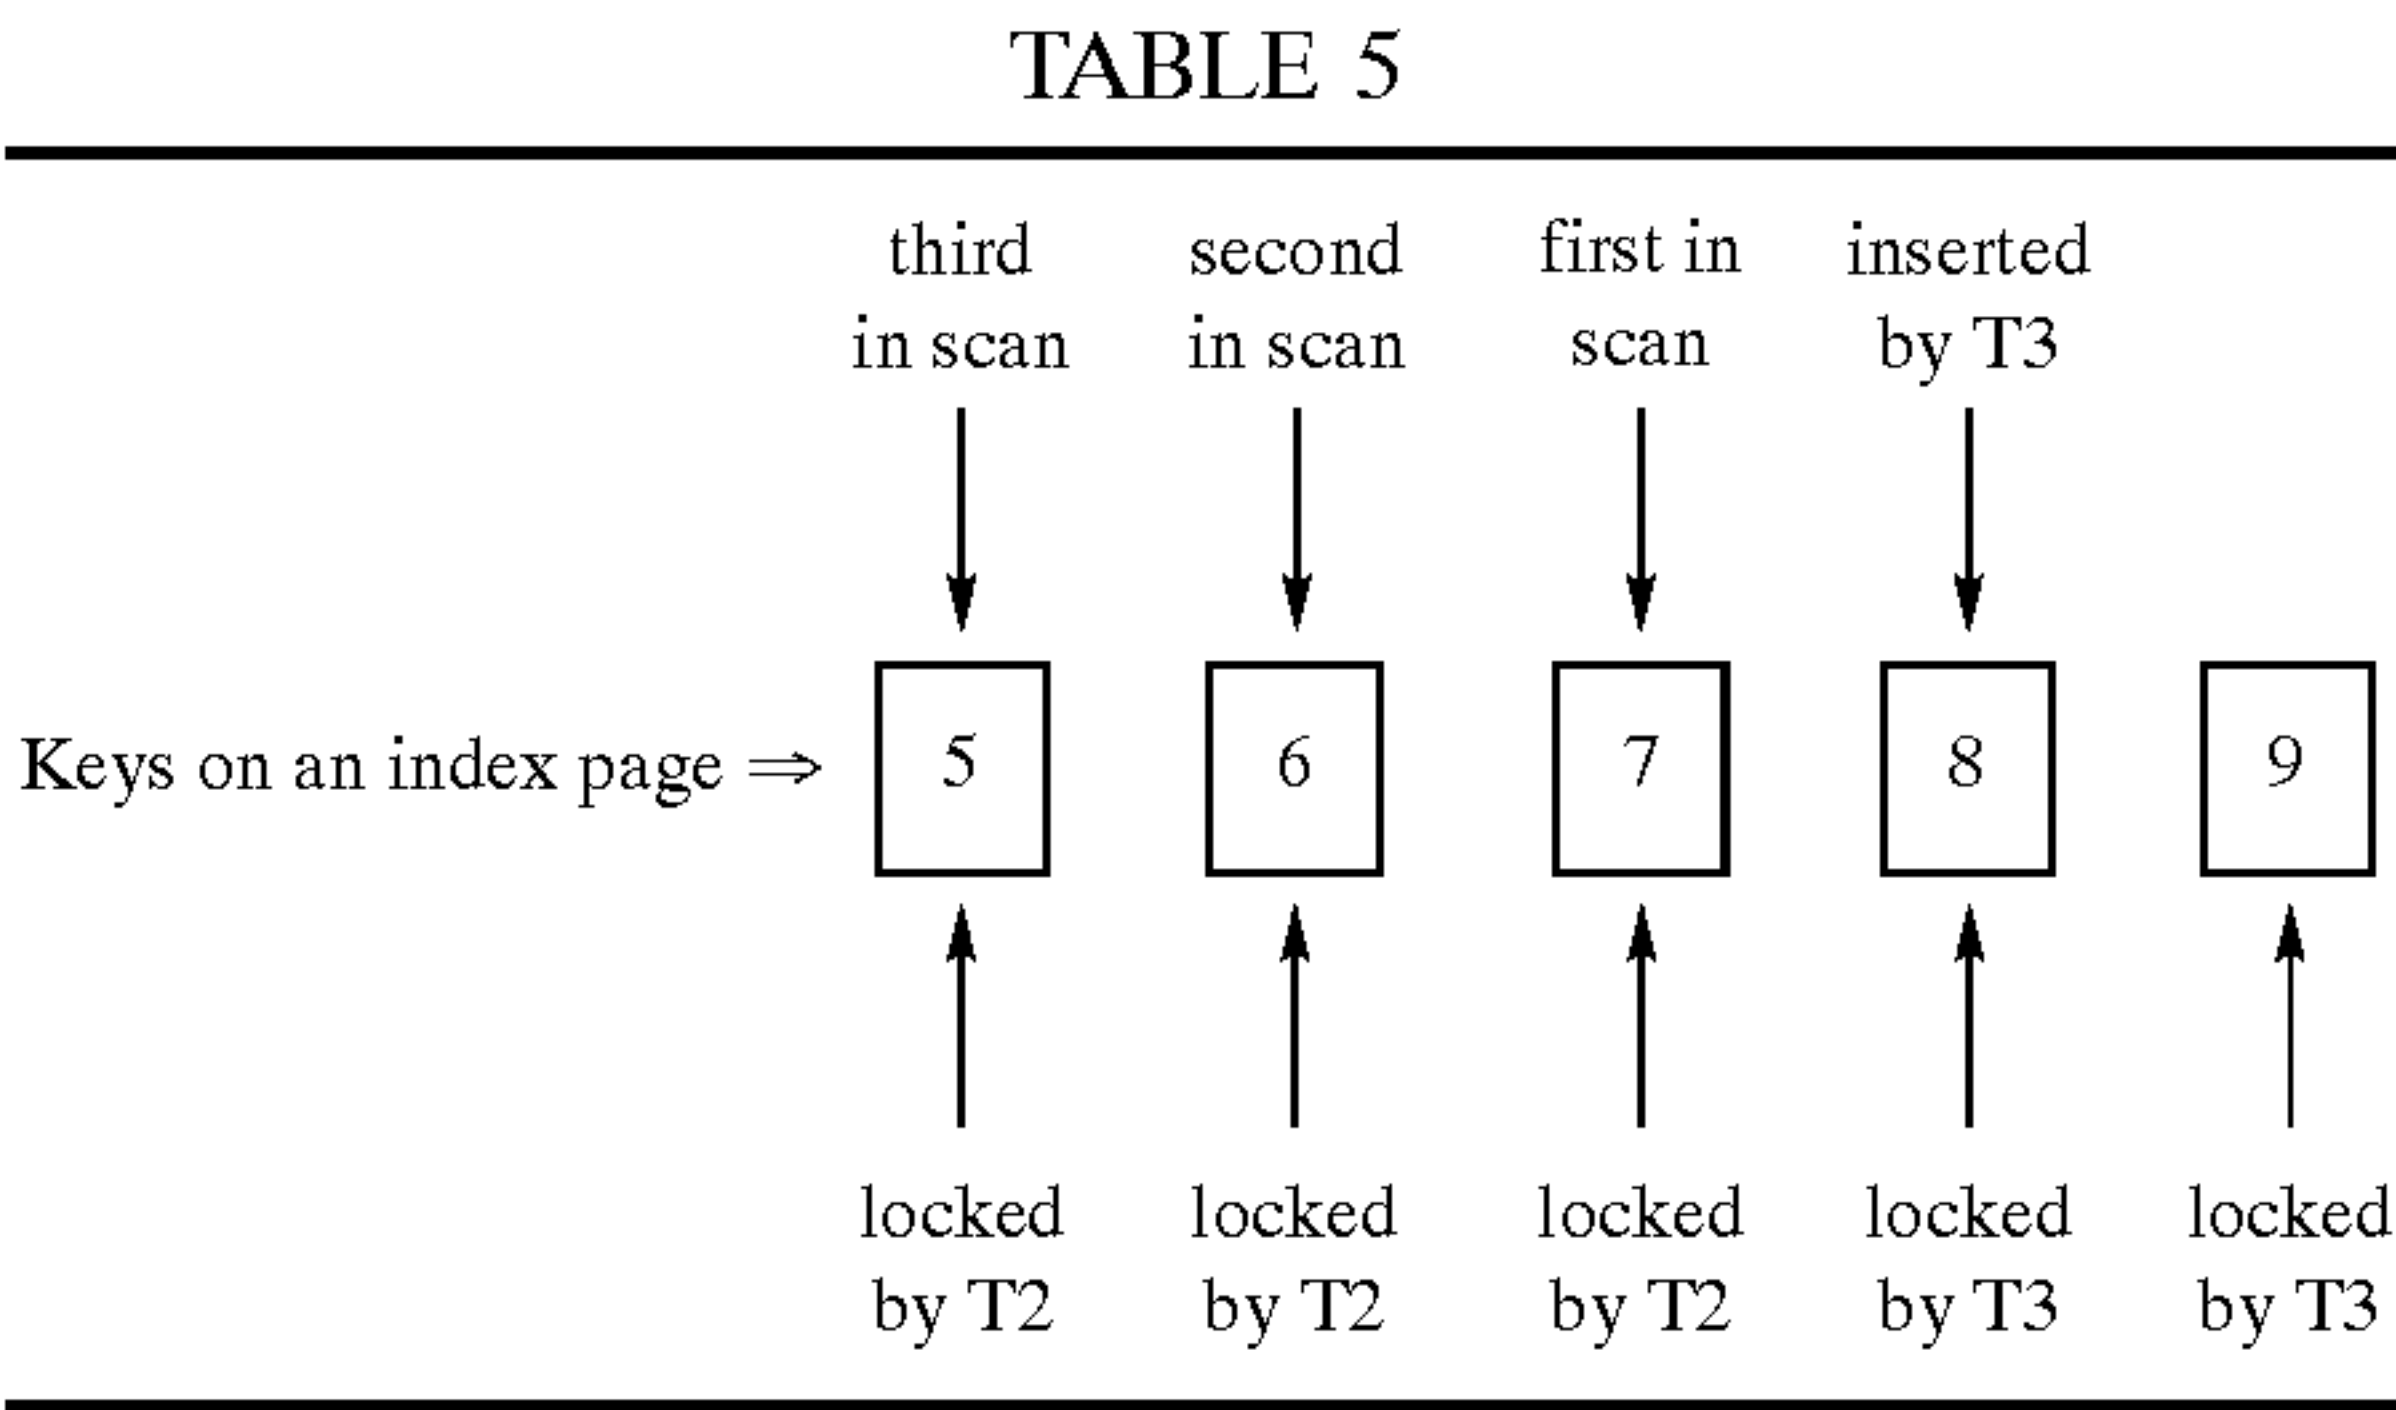 TABLE 5
third
in scan
second
in scan
first in
scan
inserted
by T3
Keys on an index page ⇒
5
6
7
8
9
locked
by T2
locked
by T2
locked
by T2
locked
by T3
locked
by T3